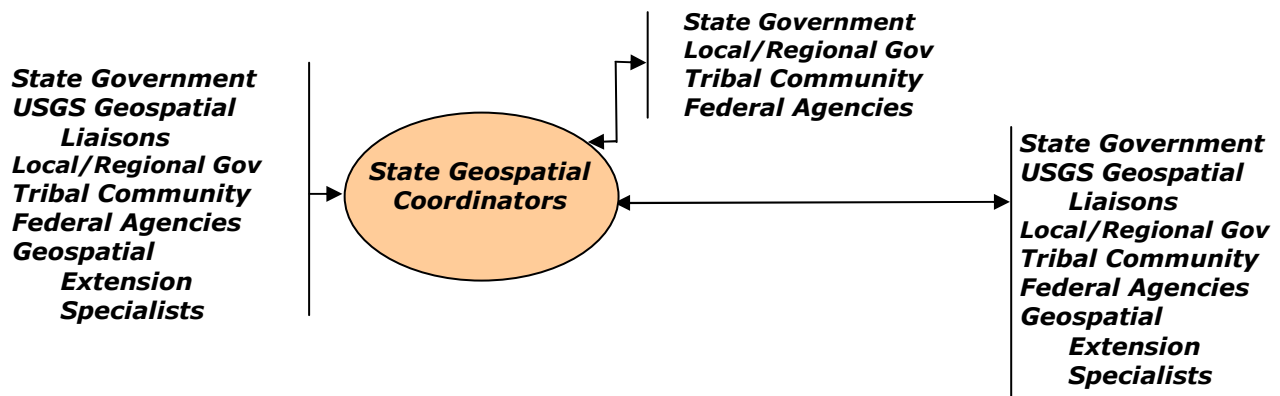 State Government
USGS Geospatial
Liaisons
Local/Regional Gov
Tribal Community
Federal Agencies
Geospatial
Extension
Specialists
State Geospatial
Coordinators
State Government
Local/Regional Gov
Tribal Community
Federal Agencies
State Government
USGS Geospatial
Liaisons
Local/Regional Gov
Tribal Community
Federal Agencies
Geospatial
Extension
Specialists